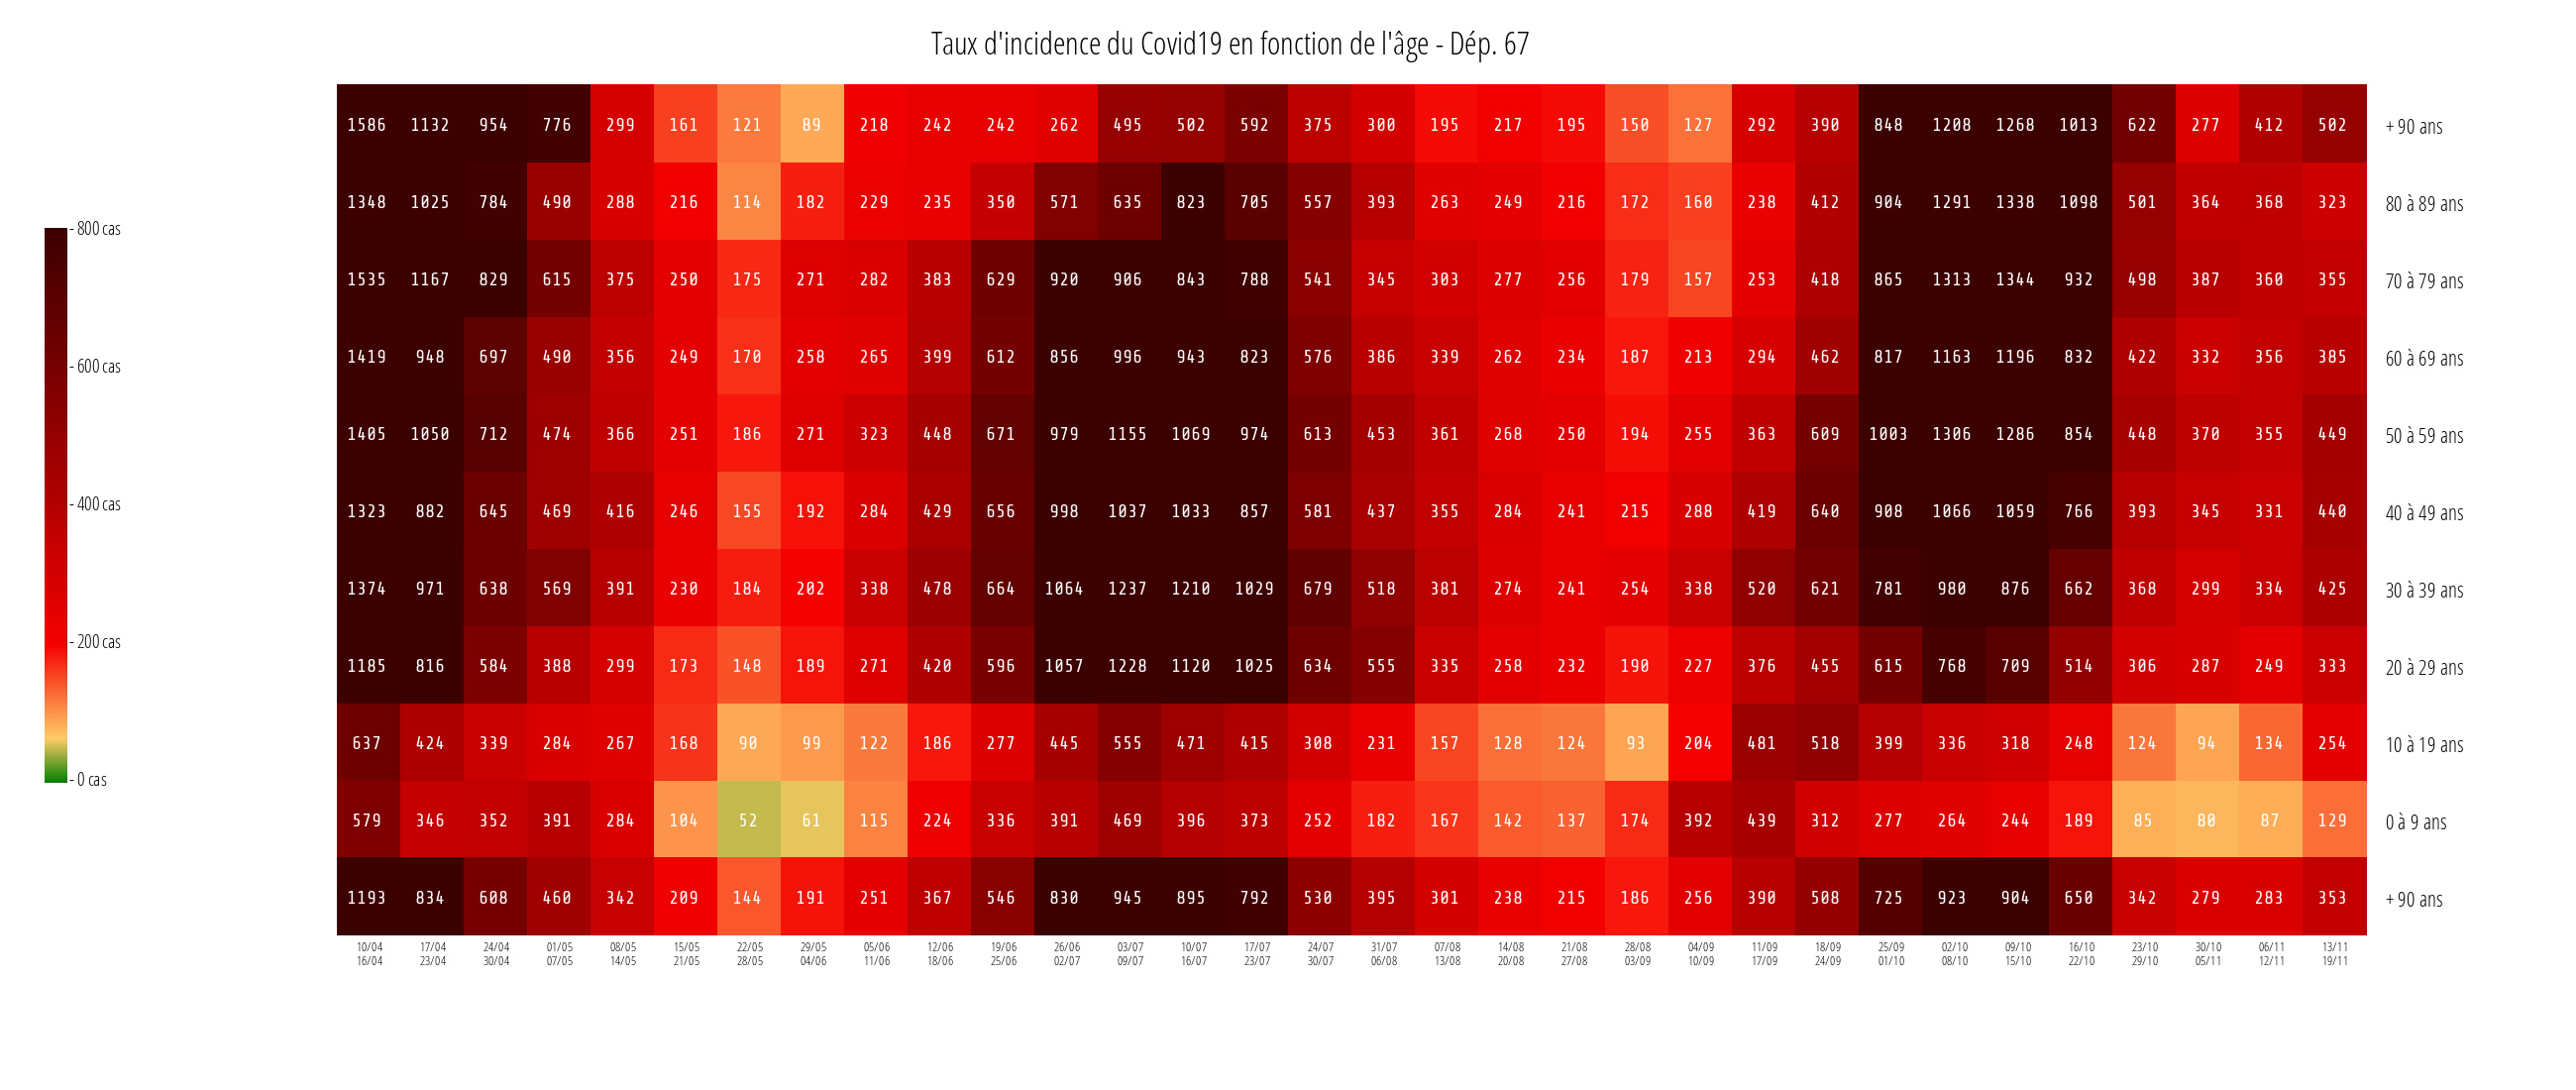 Taux d'incidence du Covid19 en fonction de l'âge - Dép. 67
- 800 cas
- 600 cas
- 400 cas
- 200 cas
- 0 cas
1586 1132 954 776 299 161 121 89 218 242 242 262 495 502 592 375 300 195 217 195 150 127 292 390 848 1208 1268 1013 622 277 412 502 + 90 ans
1348 1025 784 490 288 216 114 182 229 235 350 571 635 823 705 557 393 263 249 216 172 160 238 412 904 1291 1338 1098 501 364 368 323 80 à 89 ans
1535 1167 829 615 375 250 175 271 282 383 629 920 906 843 788 541 345 303 277 256 179 157 253 418 865 1313 1344 932 498 387 360 355 70 à 79 ans
1419 948 697 490 356 249 170 258 265 399 612 856 996 943 823 576 386 339 262 234 187 213 294 462 817 1163 1196 832 422 332 356 385 60 à 69 ans
1405 1050 712 474 366 251 186 271 323 448 671 979 1155 1069 974 613 453 361 268 250 194 255 363 609 1003 1306 1286 854 448 370 355 449 50 à 59 ans
1323 882 645 469 416 246 155 192 284 429 656 998 1037 1033 857 581 437 355 284 241 215 288 419 640 908 1066 1059 766 393 345 331 440 40 à 49 ans
1374 971 638 569 391 230 184 202 338 478 664 1064 1237 1210 1029 679 518 381 274 241 254 338 520 621 781 980 876 662 368 299 334 425 30 à 39 ans
1185 816 584 388 299 173 148 189 271 420 596 1057 1228 1120 1025 634 555 335 258 232 190 227 376 455 615 768 709 514 306 287 249 333 20 à 29 ans
637 424 339 284 267 168 90 99 122 186 277 445 555 471 415 308 231 157 128 124 93 204 481 518 399 336 318 248 124 94 134 254 10 à 19 ans
579 346 352 391 284 104 52 61 115 224 336 391 469 396 373 252 182 167 142 137 174 392 439 312 277 264 244 189 85 80 87 129 0 à 9 ans
1193 834 608 460 342 209 144 191 251 367 546 830 945 895 792 530 395 301 238 215 186 256 390 508 725 923 904 650 342 279 283 353 + 90 ans
10/04 17/04 24/04 01/05 08/05 15/05 22/05 29/05 05/06 12/06 19/06 26/06 03/07 10/07 17/07 24/07 31/07 07/08 14/08 21/08 28/08 04/09 11/09 18/09 25/09 02/10 09/10 16/10 23/10 30/10 06/11 13/11
16/04 23/04 30/04 07/05 14/05 21/05 28/05 04/06 11/06 18/06 25/06 02/07 09/07 16/07 23/07 30/07 06/08 13/08 20/08 27/08 03/09 10/09 17/09 24/09 01/10 08/10 15/10 22/10 29/10 05/11 12/11 19/11